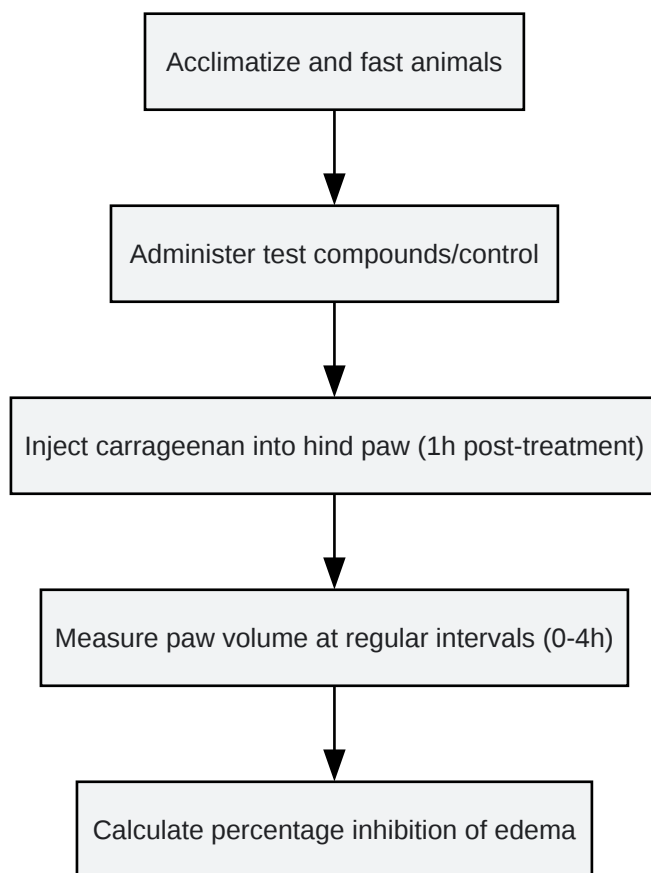 Acclimatize and fast animals
Administer test compounds/control
Inject carrageenan into hind paw (1h post-treatment)
Measure paw volume at regular intervals (0-4h)
Calculate percentage inhibition of edema